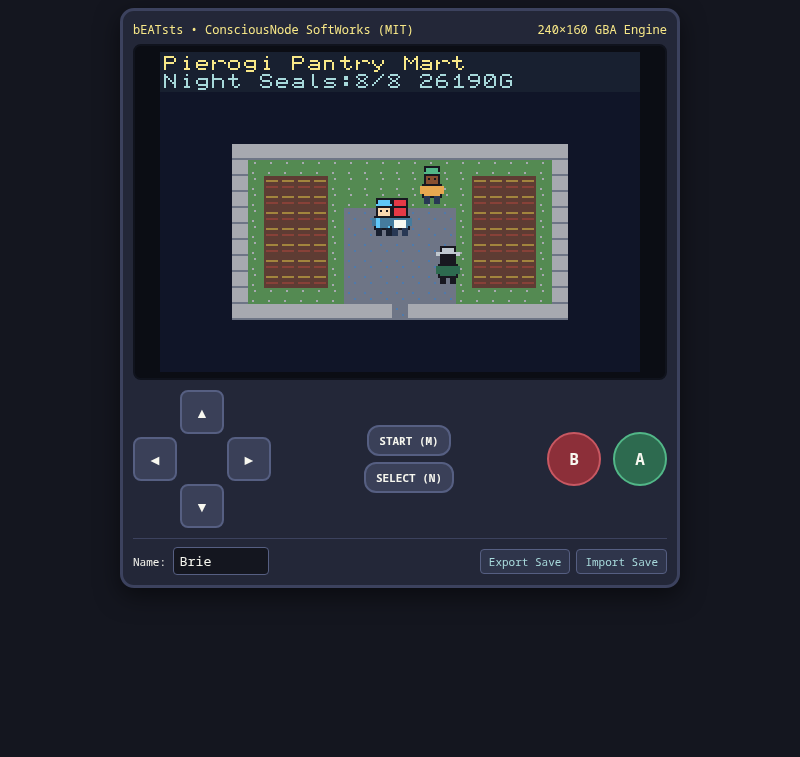 bEATsts • ConsciousNode SoftWorks (MIT)
240×160 GBA Engine
Pierogi Pantry Mart
Night Seals:8/8 26190G
▲
◀
▶
▼
START (M)
SELECT (N)
B
A
Name:
Brie
Export Save
Import Save